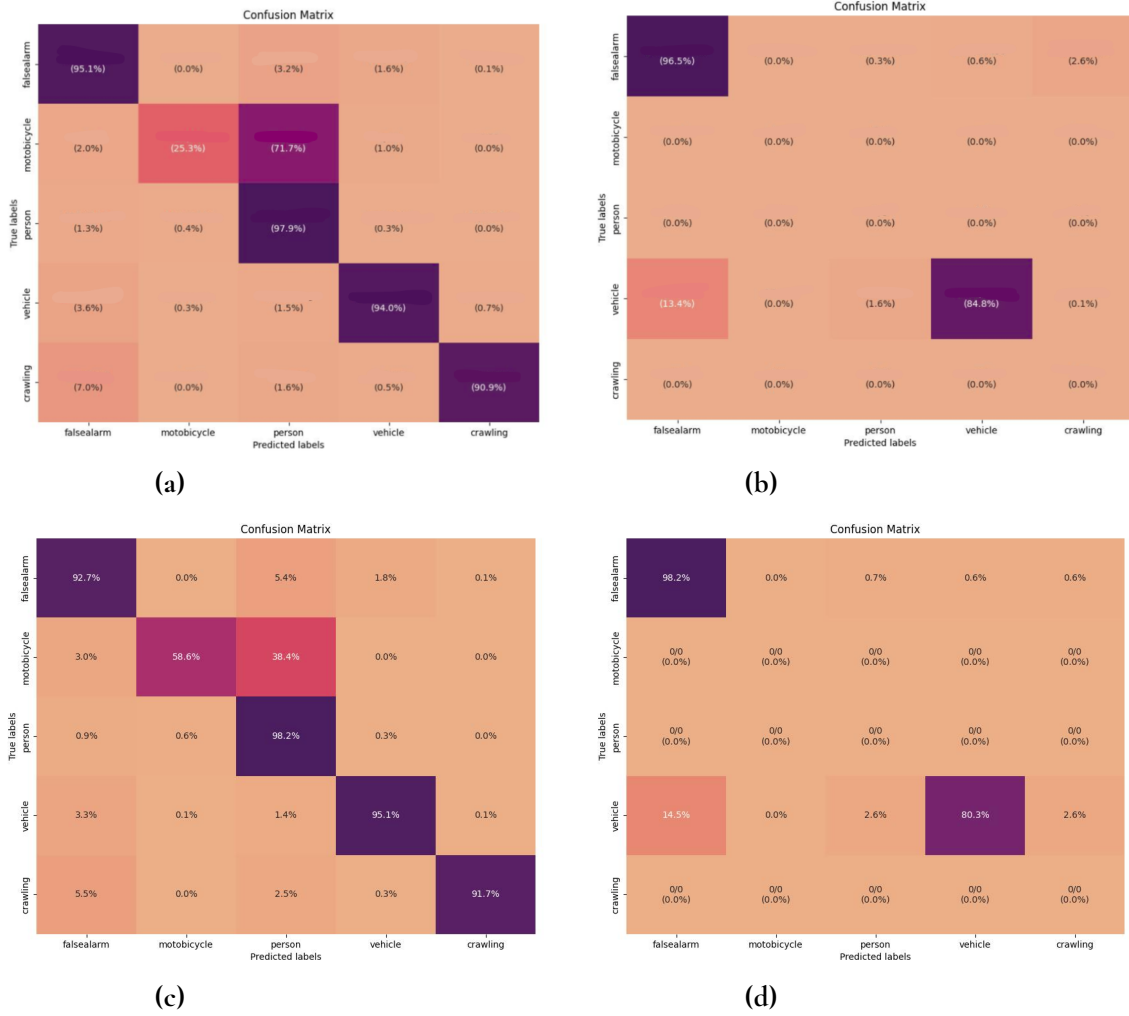 Confusion Matrix
falsealarm (95.1%) (0.0%) (3.2%) (1.6%) (0.1%)
motobicycle (2.0%) (25.3%) (71.7%) (1.0%) (0.0%)
True labels
person (1.3%) (0.4%) (97.9%) (0.3%) (0.0%)
vehicle (3.6%) (0.3%) (1.5%) (94.0%) (0.7%)
crawling (7.0%) (0.0%) (1.6%) (0.5%) (90.9%)
falsealarm motobicycle person vehicle crawling
Predicted labels
(a)
Confusion Matrix
falsealarm (96.5%) (0.0%) (0.3%) (0.6%) (2.6%)
motobicycle (0.0%) (0.0%) (0.0%) (0.0%) (0.0%)
True labels
person (0.0%) (0.0%) (0.0%) (0.0%) (0.0%)
vehicle (13.4%) (0.0%) (1.6%) (84.8%) (0.1%)
crawling (0.0%) (0.0%) (0.0%) (0.0%) (0.0%)
falsealarm motobicycle person vehicle crawling
Predicted labels
(b)
Confusion Matrix
falsealarm 92.7% 0.0% 5.4% 1.8% 0.1%
motobicycle 3.0% 58.6% 38.4% 0.0% 0.0%
True labels
person 0.9% 0.6% 98.2% 0.3% 0.0%
vehicle 3.3% 0.1% 1.4% 95.1% 0.1%
crawling 5.5% 0.0% 2.5% 0.3% 91.7%
falsealarm motobicycle person vehicle crawling
Predicted labels
(c)
Confusion Matrix
falsealarm 98.2% 0.0% 0.7% 0.6% 0.6%
motobicycle 0/0 0/0 0/0 0/0 0/0
(0.0%) (0.0%) (0.0%) (0.0%) (0.0%)
True labels
person 0/0 0/0 0/0 0/0 0/0
(0.0%) (0.0%) (0.0%) (0.0%) (0.0%)
vehicle 14.5% 0.0% 2.6% 80.3% 2.6%
crawling 0/0 0/0 0/0 0/0 0/0
(0.0%) (0.0%) (0.0%) (0.0%) (0.0%)
falsealarm motobicycle person vehicle crawling
Predicted labels
(d)